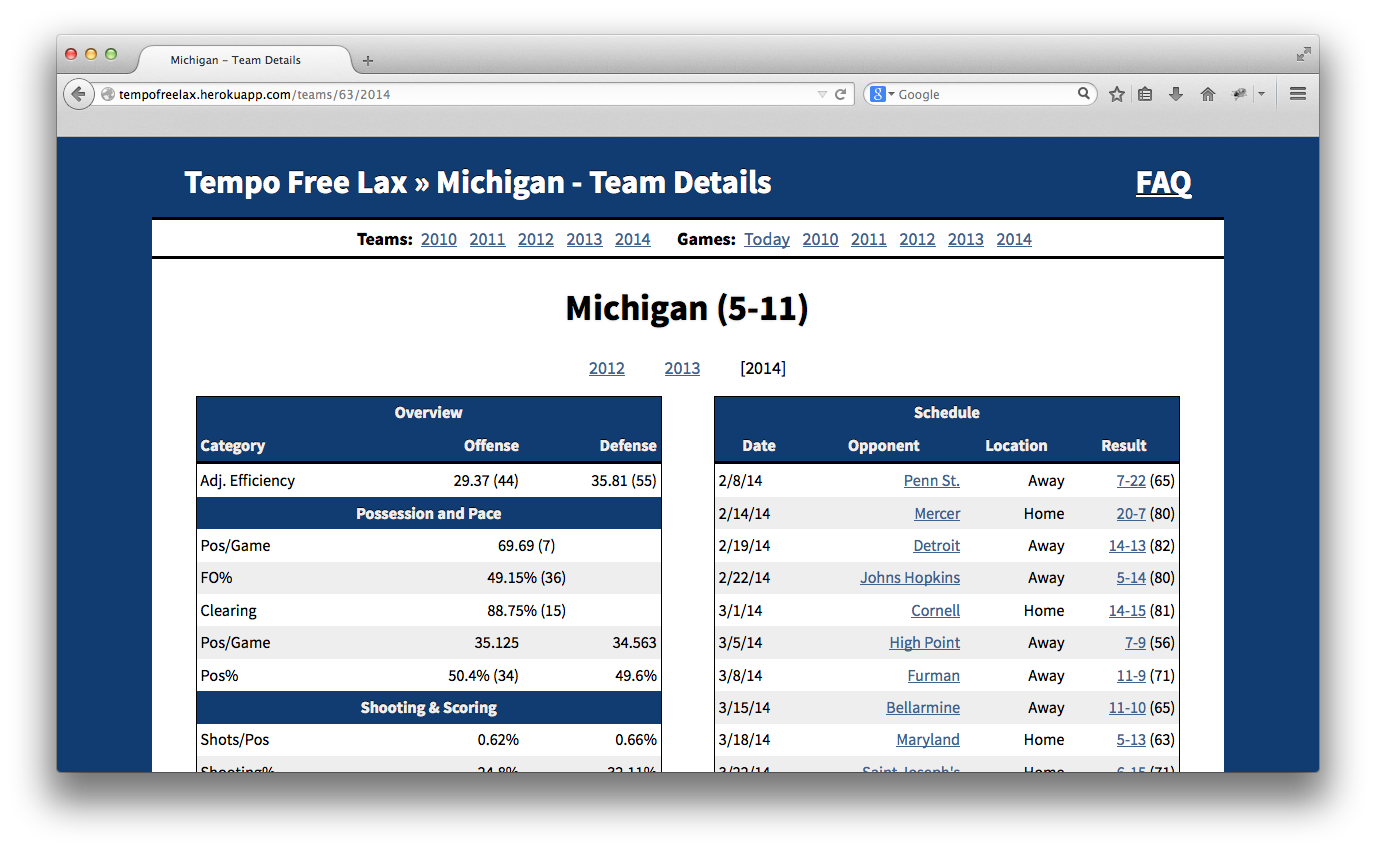 Michigan – Team Details
tempofreelax.herokuapp.com/teams/63/2014
Google
Tempo Free Lax » Michigan - Team Details
FAQ
Teams: 2010 2011 2012 2013 2014 Games: Today 2010 2011 2012 2013 2014
Michigan (5-11)
2012 2013 [2014]
Overview
Category Offense Defense
Adj. Efficiency 29.37 (44) 35.81 (55)
Possession and Pace
Pos/Game 69.69 (7)
FO% 49.15% (36)
Clearing 88.75% (15)
Pos/Game 35.125 34.563
Pos% 50.4% (34) 49.6%
Shooting & Scoring
Shots/Pos 0.62% 0.66%
Shooting% 24.8% 32.11%
Schedule
Date Opponent Location Result
2/8/14 Penn St. Away 7-22 (65)
2/14/14 Mercer Home 20-7 (80)
2/19/14 Detroit Away 14-13 (82)
2/22/14 Johns Hopkins Away 5-14 (80)
3/1/14 Cornell Home 14-15 (81)
3/5/14 High Point Away 7-9 (56)
3/8/14 Furman Away 11-9 (71)
3/15/14 Bellarmine Away 11-10 (65)
3/18/14 Maryland Home 5-13 (63)
3/22/14 Saint Joseph's Home 6-15 (71)